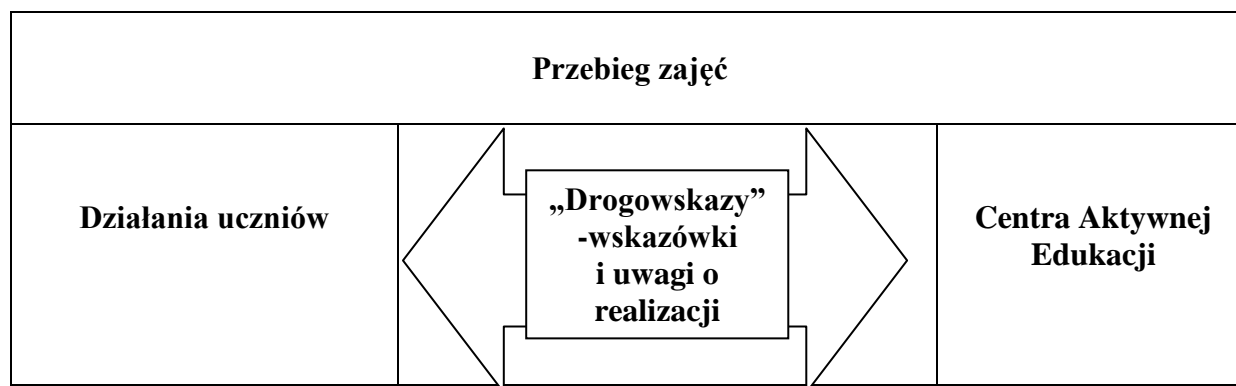 Przebieg zajęć
Działania uczniów
„Drogowskazy”
-wskazówki
i uwagi o
realizacji
Centra Aktywnej
Edukacji